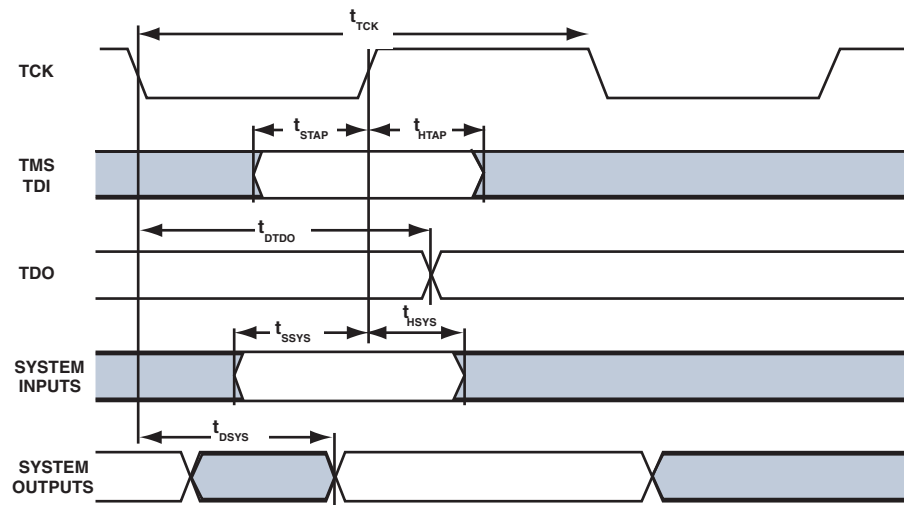 tTCK
TCK
tSTAP
tHTAP
TMS
TDI
tDTDO
TDO
tSSYS
tHSYS
SYSTEM
INPUTS
tDSYS
SYSTEM
OUTPUTS